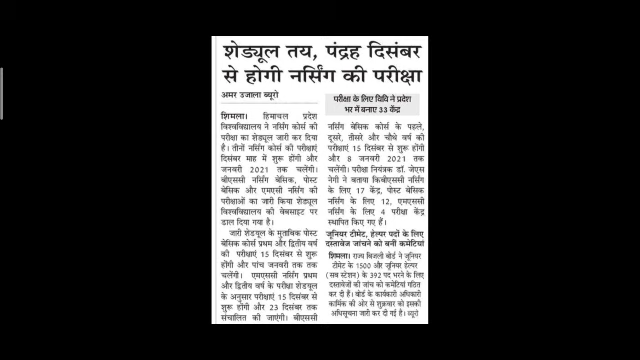 शेड्यूल तय, पंद्रह दिसंबर
से होगी नर्सिंग की परीक्षा
अमर उजाला ब्यूरो
शिमला। हिमाचल प्रदेश
विश्वविद्यालय ने नर्सिंग कोर्स की
परीक्षा का शेड्यूल जारी कर दिया
है। तीनों नर्सिंग कोर्स की परीक्षाएं
दिसंबर माह में शुरू होंगी और
जनवरी 2021 तक चलेंगी।
बीएससी नर्सिंग बेसिक, पोस्ट
बेसिक और एमएससी नर्सिंग की
परीक्षाओं का जारी किया शेड्यूल
विश्वविद्यालय की वेबसाइट पर
डाल दिया गया है।
जारी शेड्यूल के मुताबिक पोस्ट
बेसिक कोर्स प्रथम और द्वितीय वर्ष
की परीक्षाएं 15 दिसंबर से शुरू
होंगी और पांच जनवरी तक तक
चलेंगी। एमएससी नर्सिंग प्रथम
और द्वितीय वर्ष के परीक्षा शेड्यूल
के अनुसार परीक्षाएं 15 दिसंबर से
शुरू होंगी और 23 दिसंबर तक
संचालित की जाएंगी। बीएससी
परीक्षा के लिए विवि ने प्रदेश
भर में बनाए 33 केंद्र
नर्सिंग बेसिक कोर्स के पहले,
दूसरे, तीसरे और चौथे वर्ष की
परीक्षाएं 15 दिसंबर से शुरू होंगी
और 8 जनवरी 2021 तक
चलेंगी। परीक्षा नियंत्रक डॉ. जेएस
नेगी ने बताया किबीएससी नर्सिंग
के लिए 17 केंद्र, पोस्ट बेसिक
नर्सिंग के लिए 12, एमएससी
नर्सिंग के लिए 4 परीक्षा केंद्र
स्थापित किए गए हैं।
जूनियर टीमेट, हेल्पर पदों के लिए
दस्तावेज जांचने को बनी कमेटियां
शिमला। राज्य बिजली बोर्ड ने जूनियर
टीमेट के 1500 और जूनियर हेल्पर
(सब स्टेशन) के 392 पद भरने के लिए
दस्तावेजों की जांच को कमेटियां गठित
कर दी हैं। बोर्ड के कार्यकारी अधिकारी
कार्मिक की ओर से शुक्रवार को इसकी
अधिसूचना जारी कर दी गई है। ब्यूरो